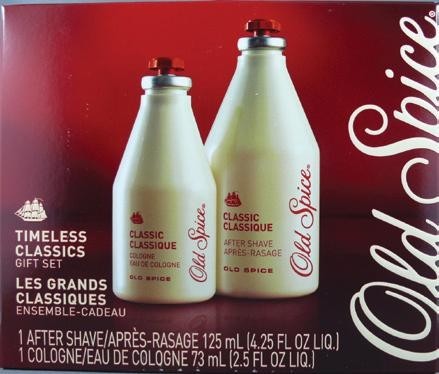 Old Spice®
TIMELESS
CLASSICS
GIFT SET
LES GRANDS
CLASSIQUES
ENSEMBLE-CADEAU
CLASSIC
CLASSIQUE
COLOGNE
EAU DE COLOGNE
OLD SPICE
Old Spice®
CLASSIC
CLASSIQUE
AFTER SHAVE
APRÈS-RASAGE
OLD SPICE
Old Spice®
1 AFTER SHAVE/APRÈS-RASAGE 125 mL (4.25 FL OZ LIQ.)
1 COLOGNE/EAU DE COLOGNE 73 mL (2.5 FL OZ LIQ.)